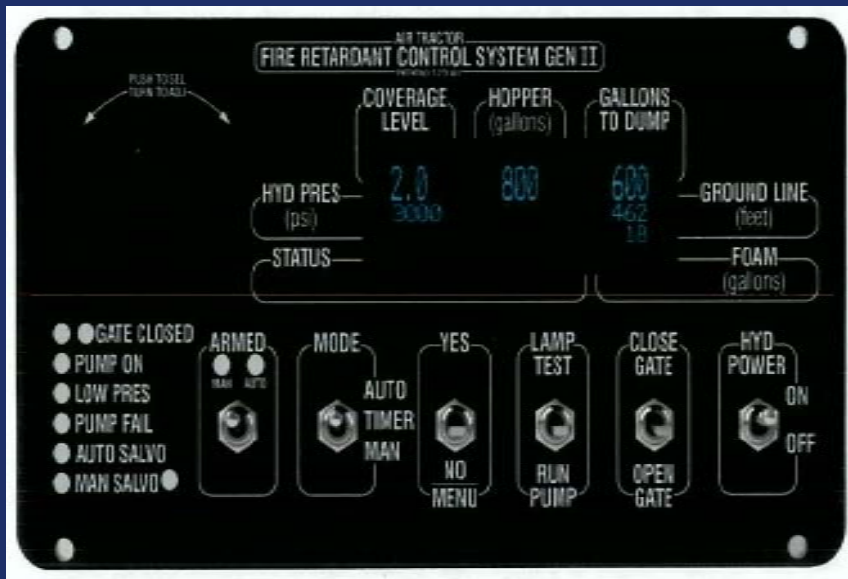 AIR TRACTOR
FIRE RETARDANT CONTROL SYSTEM GEN II
PUSH TO SEL
TURN TO ADJ
COVERAGE LEVEL
HOPPER (gallons)
GALLONS TO DUMP
2.0
800
600
HYD PRES (psi)
3000
462
GROUND LINE (feet)
18
STATUS
FOAM (gallons)
GATE CLOSED
PUMP ON
LOW PRES
PUMP FAIL
AUTO SALVO
MAN SALVO
ARMED
MAN AUTO
MODE
AUTO
TIMER
MAN
YES
NO
MENU
LAMP TEST
RUN PUMP
CLOSE GATE
OPEN GATE
HYD POWER
ON
OFF